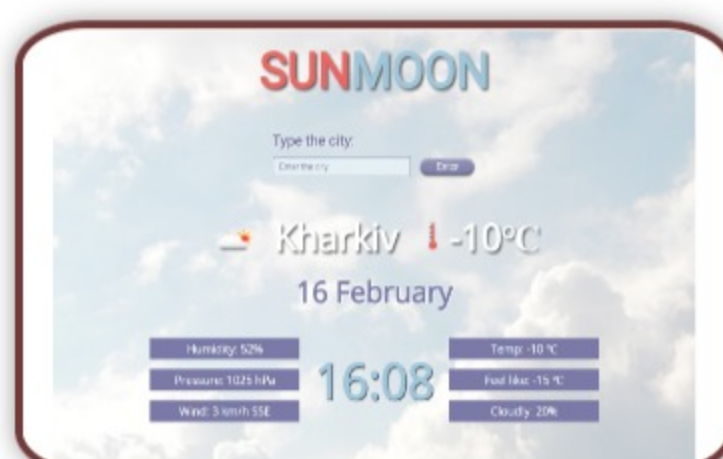 SUNMOON
Type the city:
Enter the city
Enter
Kharkiv -10°C
16 February
Humidity: 52%
Pressure: 1025 hPa
Wind: 3 km/h SSE
16:08
Temp: -10 °C
Feel like: -15 °C
Cloudly: 20%